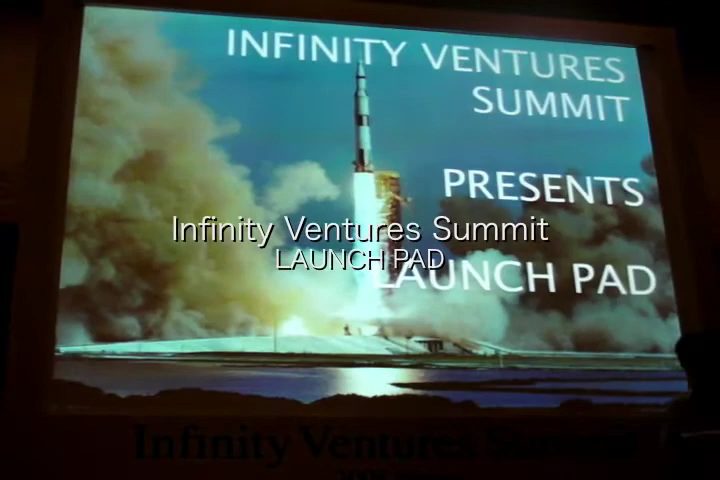 INFINITY VENTURES
SUMMIT
PRESENTS
LAUNCH PAD
Infinity Ventures Summit
LAUNCH PAD
Infinity Ventures Summit